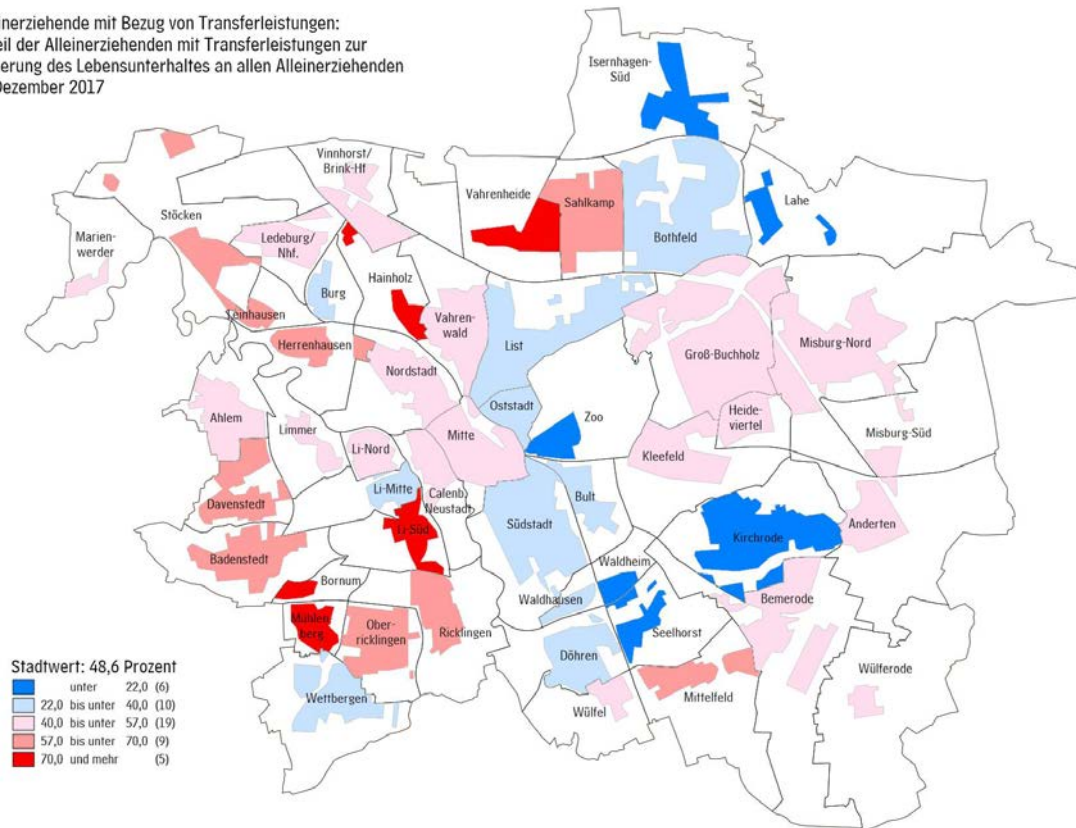 inerziehende mit Bezug von Transferleistungen:
eil der Alleinerziehenden mit Transferleistungen zur
erung des Lebensunterhaltes an allen Alleinerziehenden
Dezember 2017
Isernhagen-
Süd
Vinnhorst/
Brink-Hf
Vahrenheide
Sahlkamp
Lahe
Stöcken
Marien-
werder
Ledeburg/
Nhf.
Bothfeld
Hainholz
Burg
Leinhausen
Vahren-
wald
Herrenhausen
List
Groß-Buchholz
Misburg-Nord
Nordstadt
Oststadt
Zoo
Heide-
viertel
Ahlem
Limmer
Mitte
Misburg-Süd
Li-Nord
Kleefeld
Li-Mitte
Calenb.
Neustadt
Bult
Davenstedt
Südstadt
Anderten
Li-Süd
Kirchrode
Badenstedt
Waldheim
Bornum
Waldhausen
Bemerode
Mühlen
berg
Ober-
ricklingen
Ricklingen
Seelhorst
Döhren
Wülferode
Wettbergen
Mittelfeld
Wülfel
Stadtwert: 48,6 Prozent
unter 22,0 (6)
22,0 bis unter 40,0 (10)
40,0 bis unter 57,0 (19)
57,0 bis unter 70,0 (9)
70,0 und mehr (5)